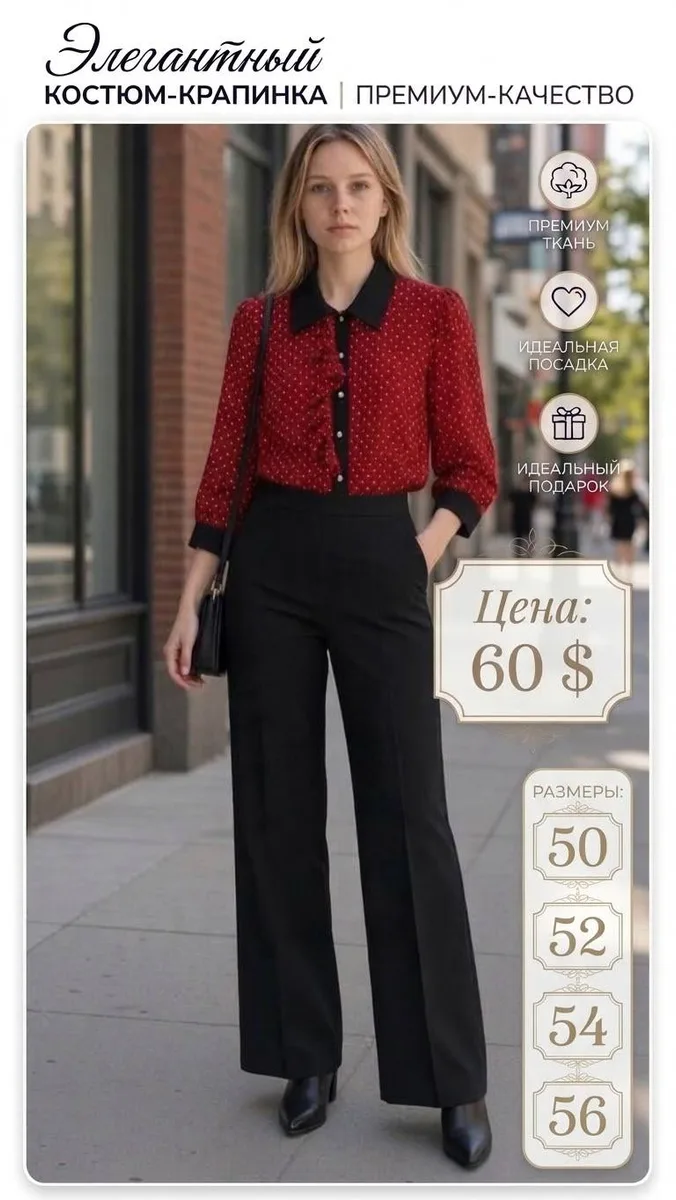 Элегантный
КОСТЮМ-КРАПИНКА | ПРЕМИУМ-КАЧЕСТВО
ПРЕМИУМ
ТКАНЬ
ИДЕАЛЬНАЯ
ПОСАДКА
ИДЕАЛЬНЫЙ
ПОДАРОК
Цена:
60 $
РАЗМЕРЫ:
50
52
54
56